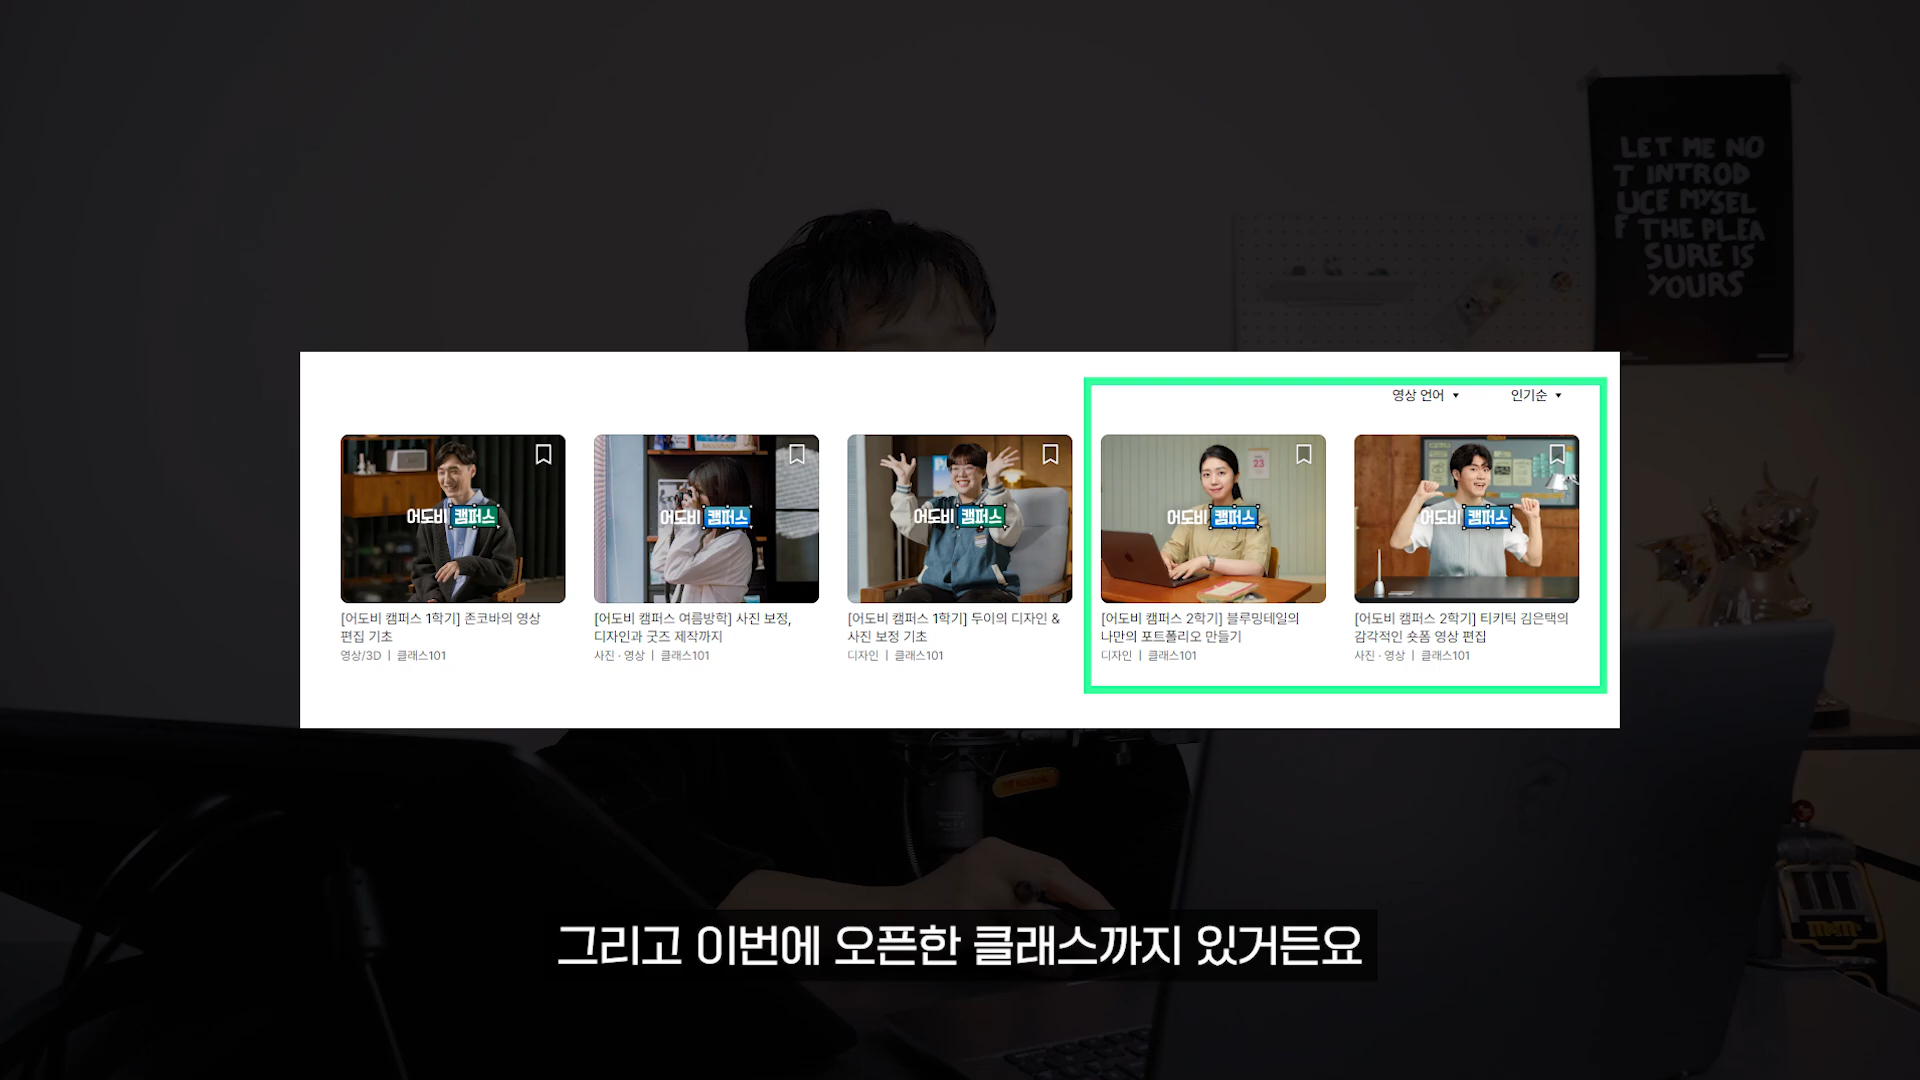 LET ME NO
T INTROD
UCE MYSEL
F THE PLEA
SURE IS
YOURS
영상 언어
인기순
23
어도비 캠퍼스
어도비 캠퍼스
어도비 캠퍼스
어도비 캠퍼스
어도비 캠퍼스
[어도비 캠퍼스 1학기] 존코바의 영상
편집 기초
영상/3D | 클래스101
[어도비 캠퍼스 여름방학] 사진 보정,
디자인과 굿즈 제작까지
사진 · 영상 | 클래스101
[어도비 캠퍼스 1학기] 두이의 디자인 &
사진 보정 기초
디자인 | 클래스101
[어도비 캠퍼스 2학기] 블루밍테일의
나만의 포트폴리오 만들기
디자인 | 클래스101
[어도비 캠퍼스 2학기] 티키틱 김은택의
감각적인 숏폼 영상 편집
사진 · 영상 | 클래스101
그리고 이번에 오픈한 클래스까지 있거든요